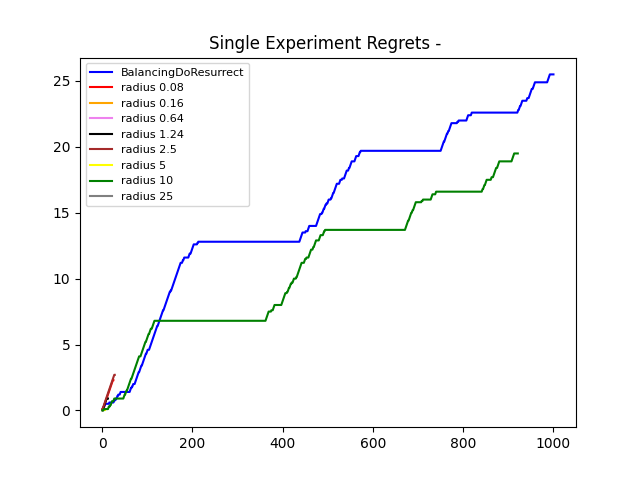 Single Experiment Regrets -
BalancingDoResurrect
radius 0.08
radius 0.16
radius 0.64
radius 1.24
radius 2.5
radius 5
radius 10
radius 25
25
20
15
10
5
0
0 200 400 600 800 1000